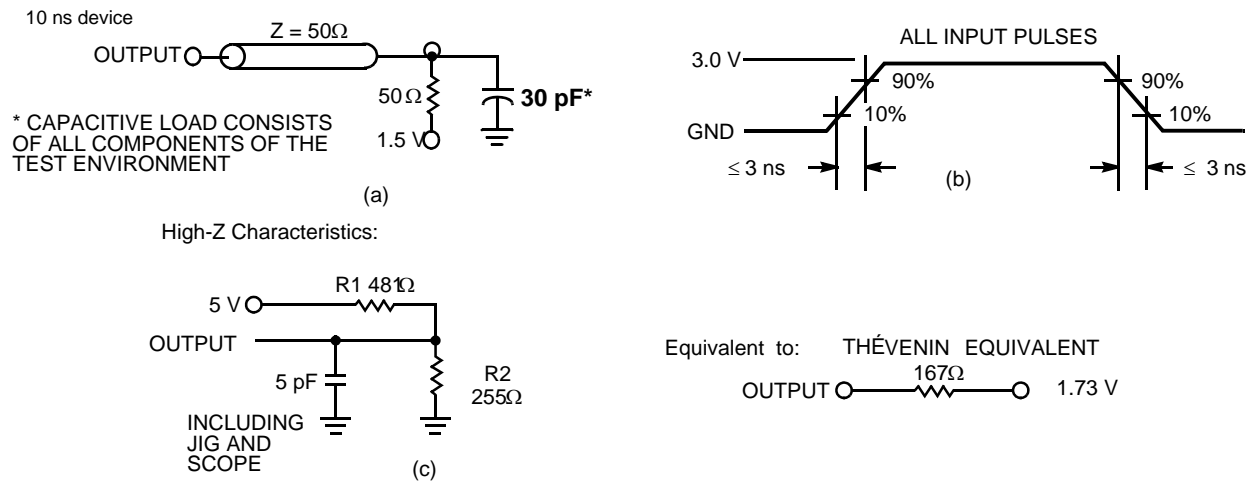 10 ns device
OUTPUT
Z = 50Ω
50 Ω
30 pF*
1.5 V
* CAPACITIVE LOAD CONSISTS
OF ALL COMPONENTS OF THE
TEST ENVIRONMENT
(a)
ALL INPUT PULSES
3.0 V
90%
90%
10%
10%
GND
≤ 3 ns
≤ 3 ns
(b)
High-Z Characteristics:
R1 481Ω
5 V
OUTPUT
5 pF
R2
255Ω
INCLUDING
JIG AND
SCOPE
(c)
Equivalent to: THÉVENIN EQUIVALENT
167Ω
OUTPUT
1.73 V